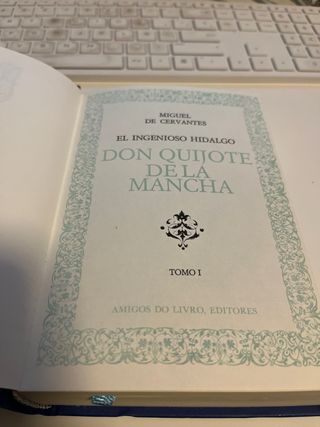 MIGUEL
DE CERVANTES
EL INGENIOSO HIDALGO
DON QUIJOTE
DE LA
MANCHA
TOMO I
AMIGOS DO LIVRO, EDITORES